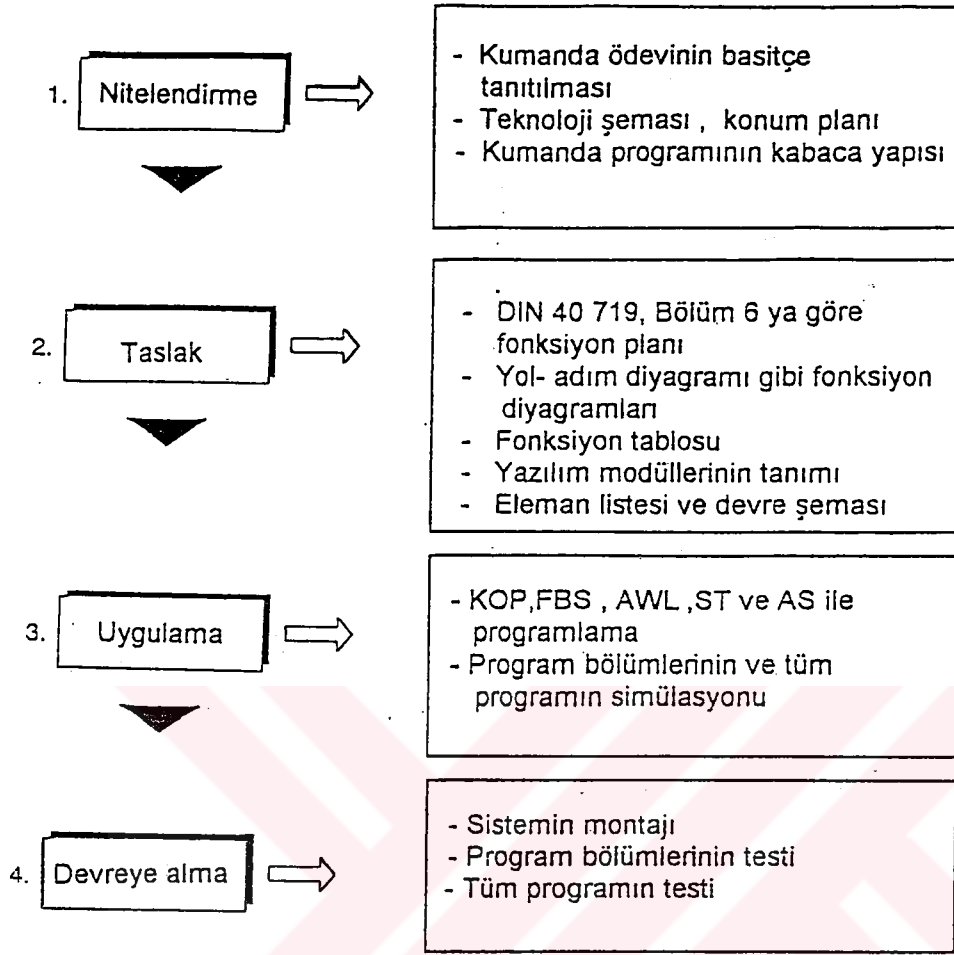 1. Nitelendirme
- Kumanda ödevinin basitçe
tanıtılması
- Teknoloji şeması , konum planı
- Kumanda programının kabaca yapısı
2. Taslak
- DIN 40 719, Bölüm 6 ya göre
fonksiyon planı
- Yol- adım diyagramı gibi fonksiyon
diyagramları
- Fonksiyon tablosu
- Yazılım modüllerinin tanımı
- Eleman listesi ve devre şeması
3. Uygulama
- KOP,FBS , AWL ,ST ve AS ile
programlama
- Program bölümlerinin ve tüm
programın simülasyonu
4. Devreye alma
- Sistemin montajı
- Program bölümlerinin testi
- Tüm programın testi